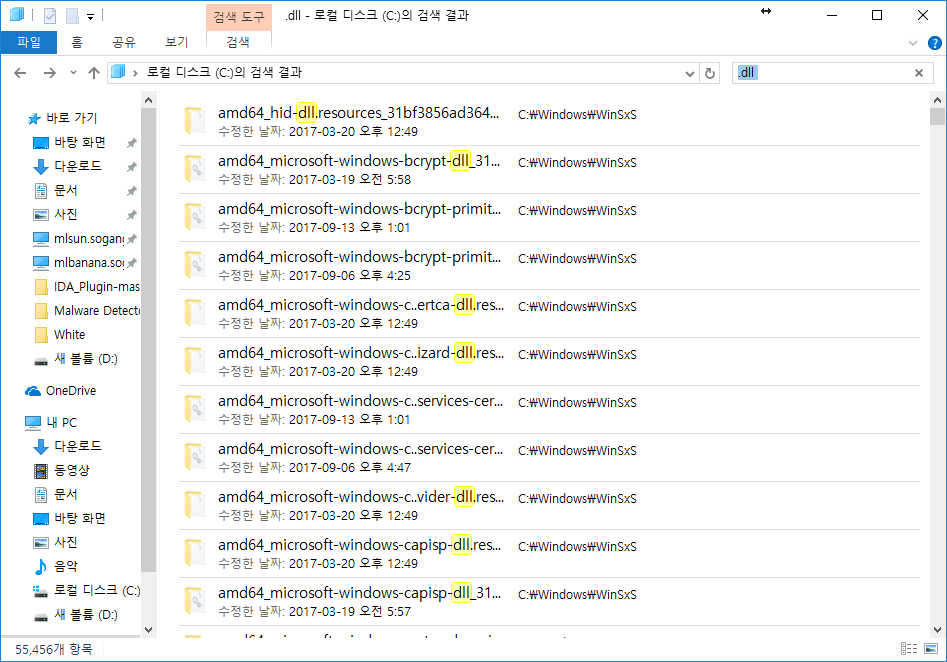 검색 도구
.dll - 로컬 디스크 (C:)의 검색 결과
파일
홈
공유
보기
검색
로컬 디스크 (C:)의 검색 결과
.dll
바로 가기
바탕 화면
다운로드
문서
사진
mlsun.sogang
mlbanana.sog
IDA_Plugin-mas
Malware Detecto
White
새 볼륨 (D:)
OneDrive
내 PC
다운로드
동영상
문서
바탕 화면
사진
음악
로컬 디스크 (C:)
새 볼륨 (D:)
amd64_hid-dll.resources_31bf3856ad364...
C:₩Windows₩WinSxS
수정한 날짜: 2017-03-20 오후 12:49
amd64_microsoft-windows-bcrypt-dll_31...
C:₩Windows₩WinSxS
수정한 날짜: 2017-03-19 오전 5:58
amd64_microsoft-windows-bcrypt-primit...
C:₩Windows₩WinSxS
수정한 날짜: 2017-09-13 오후 1:01
amd64_microsoft-windows-bcrypt-primit...
C:₩Windows₩WinSxS
수정한 날짜: 2017-09-06 오후 4:25
amd64_microsoft-windows-c..ertca-dll.res...
C:₩Windows₩WinSxS
수정한 날짜: 2017-03-20 오후 12:49
amd64_microsoft-windows-c..izard-dll.res...
C:₩Windows₩WinSxS
수정한 날짜: 2017-03-20 오후 12:49
amd64_microsoft-windows-c..services-cer...
C:₩Windows₩WinSxS
수정한 날짜: 2017-09-13 오후 1:01
amd64_microsoft-windows-c..services-cer...
C:₩Windows₩WinSxS
수정한 날짜: 2017-09-06 오후 4:47
amd64_microsoft-windows-c..vider-dll.res...
C:₩Windows₩WinSxS
수정한 날짜: 2017-03-20 오후 12:49
amd64_microsoft-windows-capisp-dll.res...
C:₩Windows₩WinSxS
수정한 날짜: 2017-03-20 오후 12:49
amd64_microsoft-windows-capisp-dll_31...
C:₩Windows₩WinSxS
수정한 날짜: 2017-03-19 오전 5:57
55,456개 항목